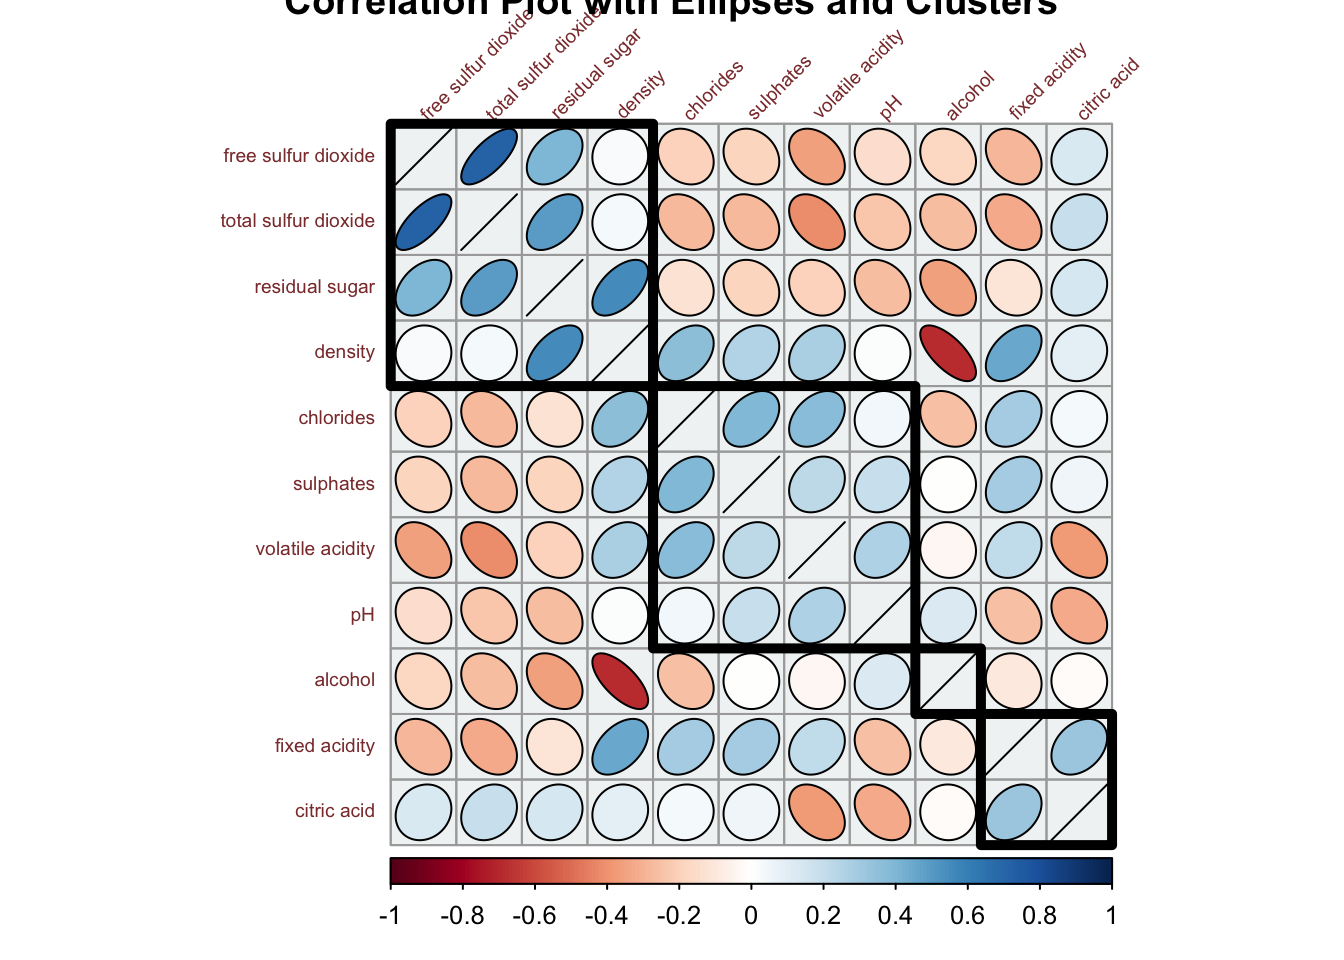 Correlation Plot with Ellipses and Clusters
free sulfur dioxide
total sulfur dioxide
residual sugar
density
chlorides
sulphates
volatile acidity
pH
alcohol
fixed acidity
citric acid
free sulfur dioxide
total sulfur dioxide
residual sugar
density
chlorides
sulphates
volatile acidity
pH
alcohol
fixed acidity
citric acid
-1 -0.8 -0.6 -0.4 -0.2 0 0.2 0.4 0.6 0.8 1